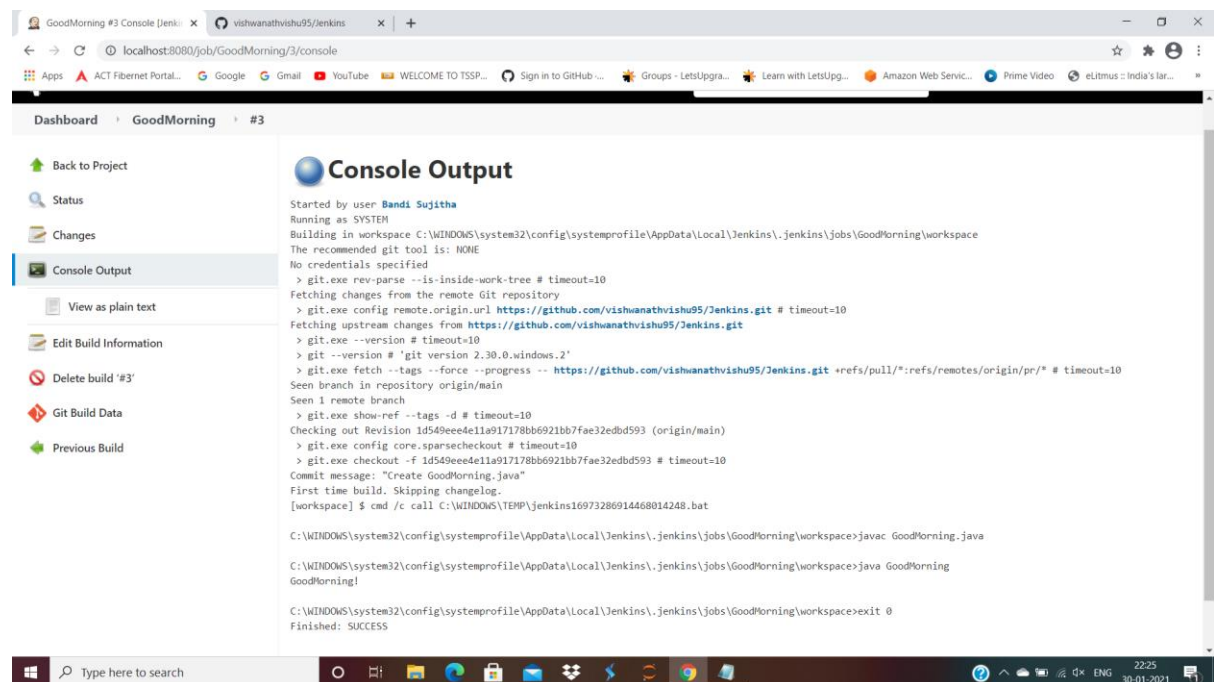 GoodMorning #3 Console [Jenki
vishwanathvishu95/Jenkins
localhost:8080/job/GoodMorning/3/console
Apps
ACT Fibernet Portal...
Google
Gmail
YouTube
WELCOME TO TSSP...
Sign in to GitHub ·...
Groups - LetsUpgra...
Learn with LetsUpg...
Amazon Web Servic...
Prime Video
eLitmus :: India's lar...
Dashboard
GoodMorning
#3
Back to Project
Status
Changes
Console Output
View as plain text
Edit Build Information
Delete build '#3'
Git Build Data
Previous Build
Console Output
Started by user Bandi Sujitha
Running as SYSTEM
Building in workspace C:\WINDOWS\system32\config\systemprofile\AppData\Local\Jenkins\.jenkins\jobs\GoodMorning\workspace
The recommended git tool is: NONE
No credentials specified
> git.exe rev-parse --is-inside-work-tree # timeout=10
Fetching changes from the remote Git repository
> git.exe config remote.origin.url https://github.com/vishwanathvishu95/Jenkins.git # timeout=10
Fetching upstream changes from https://github.com/vishwanathvishu95/Jenkins.git
> git.exe --version # timeout=10
> git --version # 'git version 2.30.0.windows.2'
> git.exe fetch --tags --force --progress -- https://github.com/vishwanathvishu95/Jenkins.git +refs/pull/*:refs/remotes/origin/pr/* # timeout=10
Seen branch in repository origin/main
Seen 1 remote branch
> git.exe show-ref --tags -d # timeout=10
Checking out Revision 1d549eee4e11a917178bb6921bb7fae32edbd593 (origin/main)
> git.exe config core.sparsecheckout # timeout=10
> git.exe checkout -f 1d549eee4e11a917178bb6921bb7fae32edbd593 # timeout=10
Commit message: "Create GoodMorning.java"
First time build. Skipping changelog.
[workspace] $ cmd /c call C:\WINDOWS\TEMP\jenkins16973286914468014248.bat
C:\WINDOWS\system32\config\systemprofile\AppData\Local\Jenkins\.jenkins\jobs\GoodMorning\workspace>javac GoodMorning.java
C:\WINDOWS\system32\config\systemprofile\AppData\Local\Jenkins\.jenkins\jobs\GoodMorning\workspace>java GoodMorning
GoodMorning!
C:\WINDOWS\system32\config\systemprofile\AppData\Local\Jenkins\.jenkins\jobs\GoodMorning\workspace>exit 0
Finished: SUCCESS
Type here to search
ENG
22:25
30-01-2021